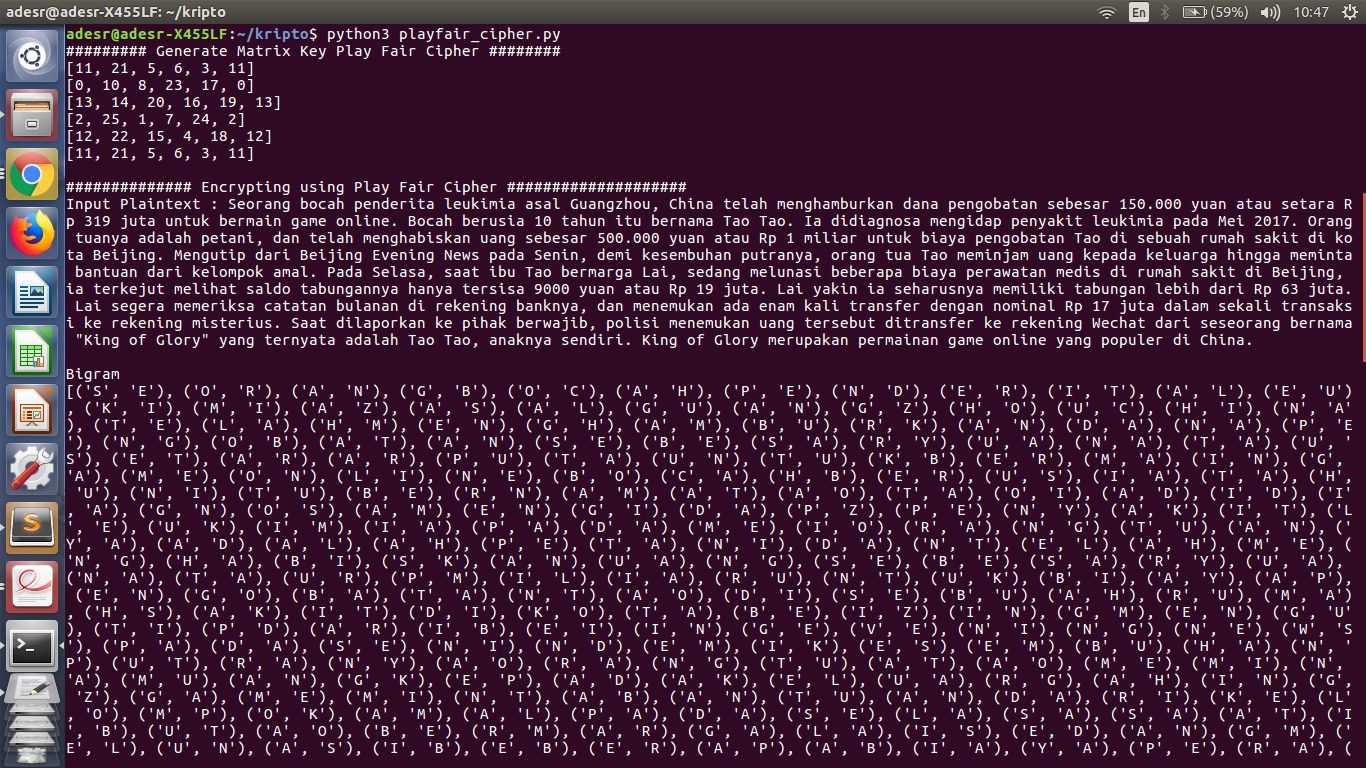 adesr@adesr-X455LF: ~/kripto
En (59%) 10:47
adesr@adesr-X455LF:~/kripto$ python3 playfair_cipher.py
######### Generate Matrix Key Play Fair Cipher ########
[11, 21, 5, 6, 3, 11]
[0, 10, 8, 23, 17, 0]
[13, 14, 20, 16, 19, 13]
[2, 25, 1, 7, 24, 2]
[12, 22, 15, 4, 18, 12]
[11, 21, 5, 6, 3, 11]
############## Encrypting using Play Fair Cipher ####################
Input Plaintext : Seorang bocah penderita leukimia asal Guangzhou, China telah menghamburkan dana pengobatan sebesar 150.000 yuan atau setara R
p 319 juta untuk bermain game online. Bocah berusia 10 tahun itu bernama Tao Tao. Ia didiagnosa mengidap penyakit leukimia pada Mei 2017. Orang
 tuanya adalah petani, dan telah menghabiskan uang sebesar 500.000 yuan atau Rp 1 miliar untuk biaya pengobatan Tao di sebuah rumah sakit di ko
ta Beijing. Mengutip dari Beijing Evening News pada Senin, demi kesembuhan putranya, orang tua Tao meminjam uang kepada keluarga hingga meminta
 bantuan dari kelompok amal. Pada Selasa, saat ibu Tao bermarga Lai, sedang melunasi beberapa biaya perawatan medis di rumah sakit di Beijing,
ia terkejut melihat saldo tabungannya hanya tersisa 9000 yuan atau Rp 19 juta. Lai yakin ia seharusnya memiliki tabungan lebih dari Rp 63 juta.
 Lai segera memeriksa catatan bulanan di rekening banknya, dan menemukan ada enam kali transfer dengan nominal Rp 17 juta dalam sekali transaks
i ke rekening misterius. Saat dilaporkan ke pihak berwajib, polisi menemukan uang tersebut ditransfer ke rekening Wechat dari seseorang bernama
 "King of Glory" yang ternyata adalah Tao Tao, anaknya sendiri. King of Glory merupakan permainan game online yang populer di China.
Bigram
[('S', 'E'), ('O', 'R'), ('A', 'N'), ('G', 'B'), ('O', 'C'), ('A', 'H'), ('P', 'E'), ('N', 'D'), ('E', 'R'), ('I', 'T'), ('A', 'L'), ('E', 'U')
, ('K', 'I'), ('M', 'I'), ('A', 'Z'), ('A', 'S'), ('A', 'L'), ('G', 'U'), ('A', 'N'), ('G', 'Z'), ('H', 'O'), ('U', 'C'), ('H', 'I'), ('N', 'A'
), ('T', 'E'), ('L', 'A'), ('H', 'M'), ('E', 'N'), ('G', 'H'), ('A', 'M'), ('B', 'U'), ('R', 'K'), ('A', 'N'), ('D', 'A'), ('N', 'A'), ('P', 'E
'), ('N', 'G'), ('O', 'B'), ('A', 'T'), ('A', 'N'), ('S', 'E'), ('B', 'E'), ('S', 'A'), ('R', 'Y'), ('U', 'A'), ('N', 'A'), ('T', 'A'), ('U', '
S'), ('E', 'T'), ('A', 'R'), ('A', 'R'), ('P', 'U'), ('T', 'A'), ('U', 'N'), ('T', 'U'), ('K', 'B'), ('E', 'R'), ('M', 'A'), ('I', 'N'), ('G', 
'A'), ('M', 'E'), ('O', 'N'), ('L', 'I'), ('N', 'E'), ('B', 'O'), ('C', 'A'), ('H', 'B'), ('E', 'R'), ('U', 'S'), ('I', 'A'), ('T', 'A'), ('H',
 'U'), ('N', 'I'), ('T', 'U'), ('B', 'E'), ('R', 'N'), ('A', 'M'), ('A', 'T'), ('A', 'O'), ('T', 'A'), ('O', 'I'), ('A', 'D'), ('I', 'D'), ('I'
, 'A'), ('G', 'N'), ('O', 'S'), ('A', 'M'), ('E', 'N'), ('G', 'I'), ('D', 'A'), ('P', 'Z'), ('P', 'E'), ('N', 'Y'), ('A', 'K'), ('I', 'T'), ('L
', 'E'), ('U', 'K'), ('I', 'M'), ('I', 'A'), ('P', 'A'), ('D', 'A'), ('M', 'E'), ('I', 'O'), ('R', 'A'), ('N', 'G'), ('T', 'U'), ('A', 'N'), ('
Y', 'A'), ('A', 'D'), ('A', 'L'), ('A', 'H'), ('P', 'E'), ('T', 'A'), ('N', 'I'), ('D', 'A'), ('N', 'T'), ('E', 'L'), ('A', 'H'), ('M', 'E'), (
'N', 'G'), ('H', 'A'), ('B', 'I'), ('S', 'K'), ('A', 'N'), ('U', 'A'), ('N', 'G'), ('S', 'E'), ('B', 'E'), ('S', 'A'), ('R', 'Y'), ('U', 'A'), 
('N', 'A'), ('T', 'A'), ('U', 'R'), ('P', 'M'), ('I', 'L'), ('I', 'A'), ('R', 'U'), ('N', 'T'), ('U', 'K'), ('B', 'I'), ('A', 'Y'), ('A', 'P'),
 ('E', 'N'), ('G', 'O'), ('B', 'A'), ('T', 'A'), ('N', 'T'), ('A', 'O'), ('D', 'I'), ('S', 'E'), ('B', 'U'), ('A', 'H'), ('R', 'U'), ('M', 'A')
, ('H', 'S'), ('A', 'K'), ('I', 'T'), ('D', 'I'), ('K', 'O'), ('T', 'A'), ('B', 'E'), ('I', 'Z'), ('I', 'N'), ('G', 'M'), ('E', 'N'), ('G', 'U'
), ('T', 'I'), ('P', 'D'), ('A', 'R'), ('I', 'B'), ('E', 'I'), ('I', 'N'), ('G', 'E'), ('V', 'E'), ('N', 'I'), ('N', 'G'), ('N', 'E'), ('W', 'S
'), ('P', 'A'), ('D', 'A'), ('S', 'E'), ('N', 'I'), ('N', 'D'), ('E', 'M'), ('I', 'K'), ('E', 'S'), ('E', 'M'), ('B', 'U'), ('H', 'A'), ('N', '
P'), ('U', 'T'), ('R', 'A'), ('N', 'Y'), ('A', 'O'), ('R', 'A'), ('N', 'G'), ('T', 'U'), ('A', 'T'), ('A', 'O'), ('M', 'E'), ('M', 'I'), ('N', 
'A'), ('M', 'U'), ('A', 'N'), ('G', 'K'), ('E', 'P'), ('A', 'D'), ('A', 'K'), ('E', 'L'), ('U', 'A'), ('R', 'G'), ('A', 'H'), ('I', 'N'), ('G',
 'Z'), ('G', 'A'), ('M', 'E'), ('M', 'I'), ('N', 'T'), ('A', 'B'), ('A', 'N'), ('T', 'U'), ('A', 'N'), ('D', 'A'), ('R', 'I'), ('K', 'E'), ('L'
, 'O'), ('M', 'P'), ('O', 'K'), ('A', 'M'), ('A', 'L'), ('P', 'A'), ('D', 'A'), ('S', 'E'), ('L', 'A'), ('S', 'A'), ('S', 'A'), ('A', 'T'), ('I
', 'B'), ('U', 'T'), ('A', 'O'), ('B', 'E'), ('R', 'M'), ('A', 'R'), ('G', 'A'), ('L', 'A'), ('I', 'S'), ('E', 'D'), ('A', 'N'), ('G', 'M'), ('
E', 'L'), ('U', 'N'), ('A', 'S'), ('I', 'B'), ('E', 'B'), ('E', 'R'), ('A', 'P'), ('A', 'B'), ('I', 'A'), ('Y', 'A'), ('P', 'E'), ('R', 'A'), (